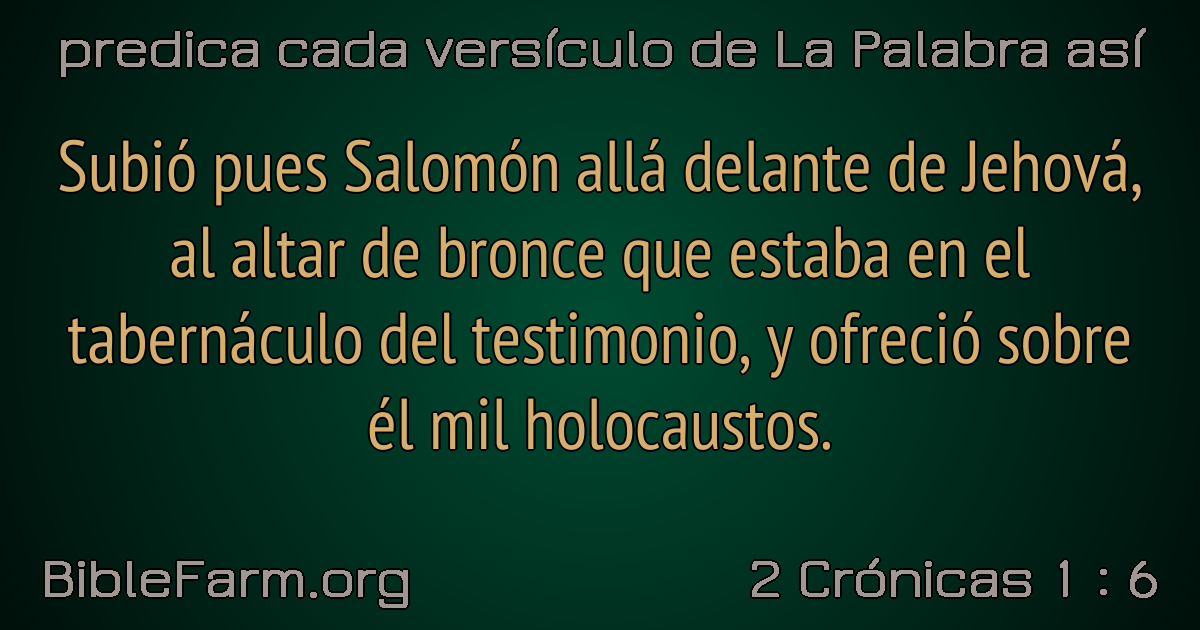 predica cada versículo de La Palabra así
Subió pues Salomón allá delante de Jehová,
al altar de bronce que estaba en el
tabernáculo del testimonio, y ofreció sobre
él mil holocaustos.
BibleFarm.org
2 Crónicas 1 : 6